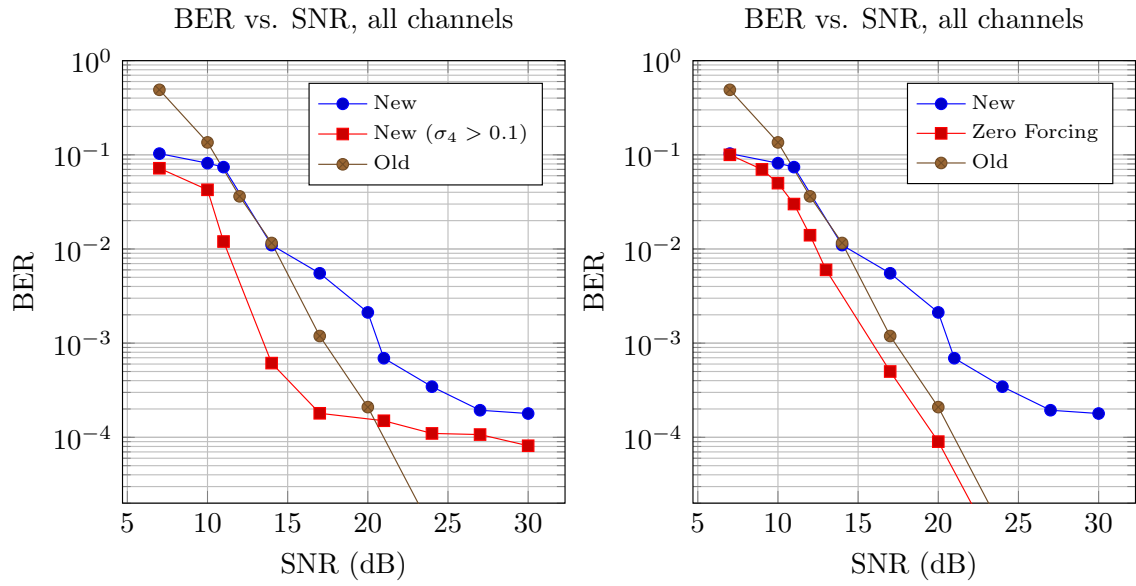 BER vs. SNR, all channels
10^0
10^−1
10^−2
10^−3
10^−4
BER
New
New (σ₄ > 0.1)
Old
5 10 15 20 25 30
SNR (dB)
BER vs. SNR, all channels
10^0
10^−1
10^−2
10^−3
10^−4
BER
New
Zero Forcing
Old
5 10 15 20 25 30
SNR (dB)